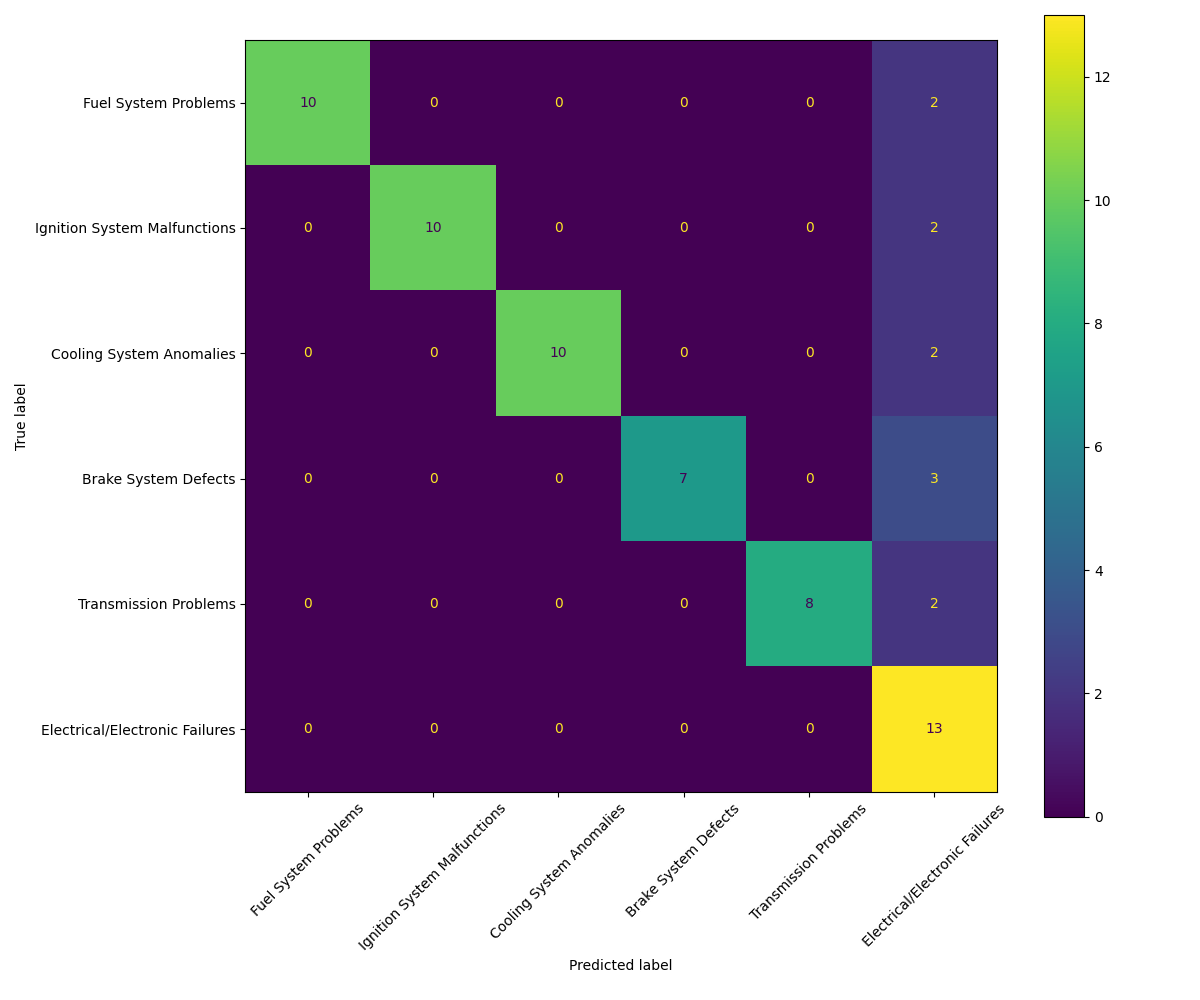 12
Fuel System Problems 10 0 0 0 0 2
10
Ignition System Malfunctions 0 10 0 0 0 2
8
Cooling System Anomalies 0 0 10 0 0 2
True label
6
Brake System Defects 0 0 0 7 0 3
4
Transmission Problems 0 0 0 0 8 2
2
Electrical/Electronic Failures 0 0 0 0 0 13
0
Fuel System Problems
Ignition System Malfunctions
Cooling System Anomalies
Brake System Defects
Transmission Problems
Electrical/Electronic Failures
Predicted label